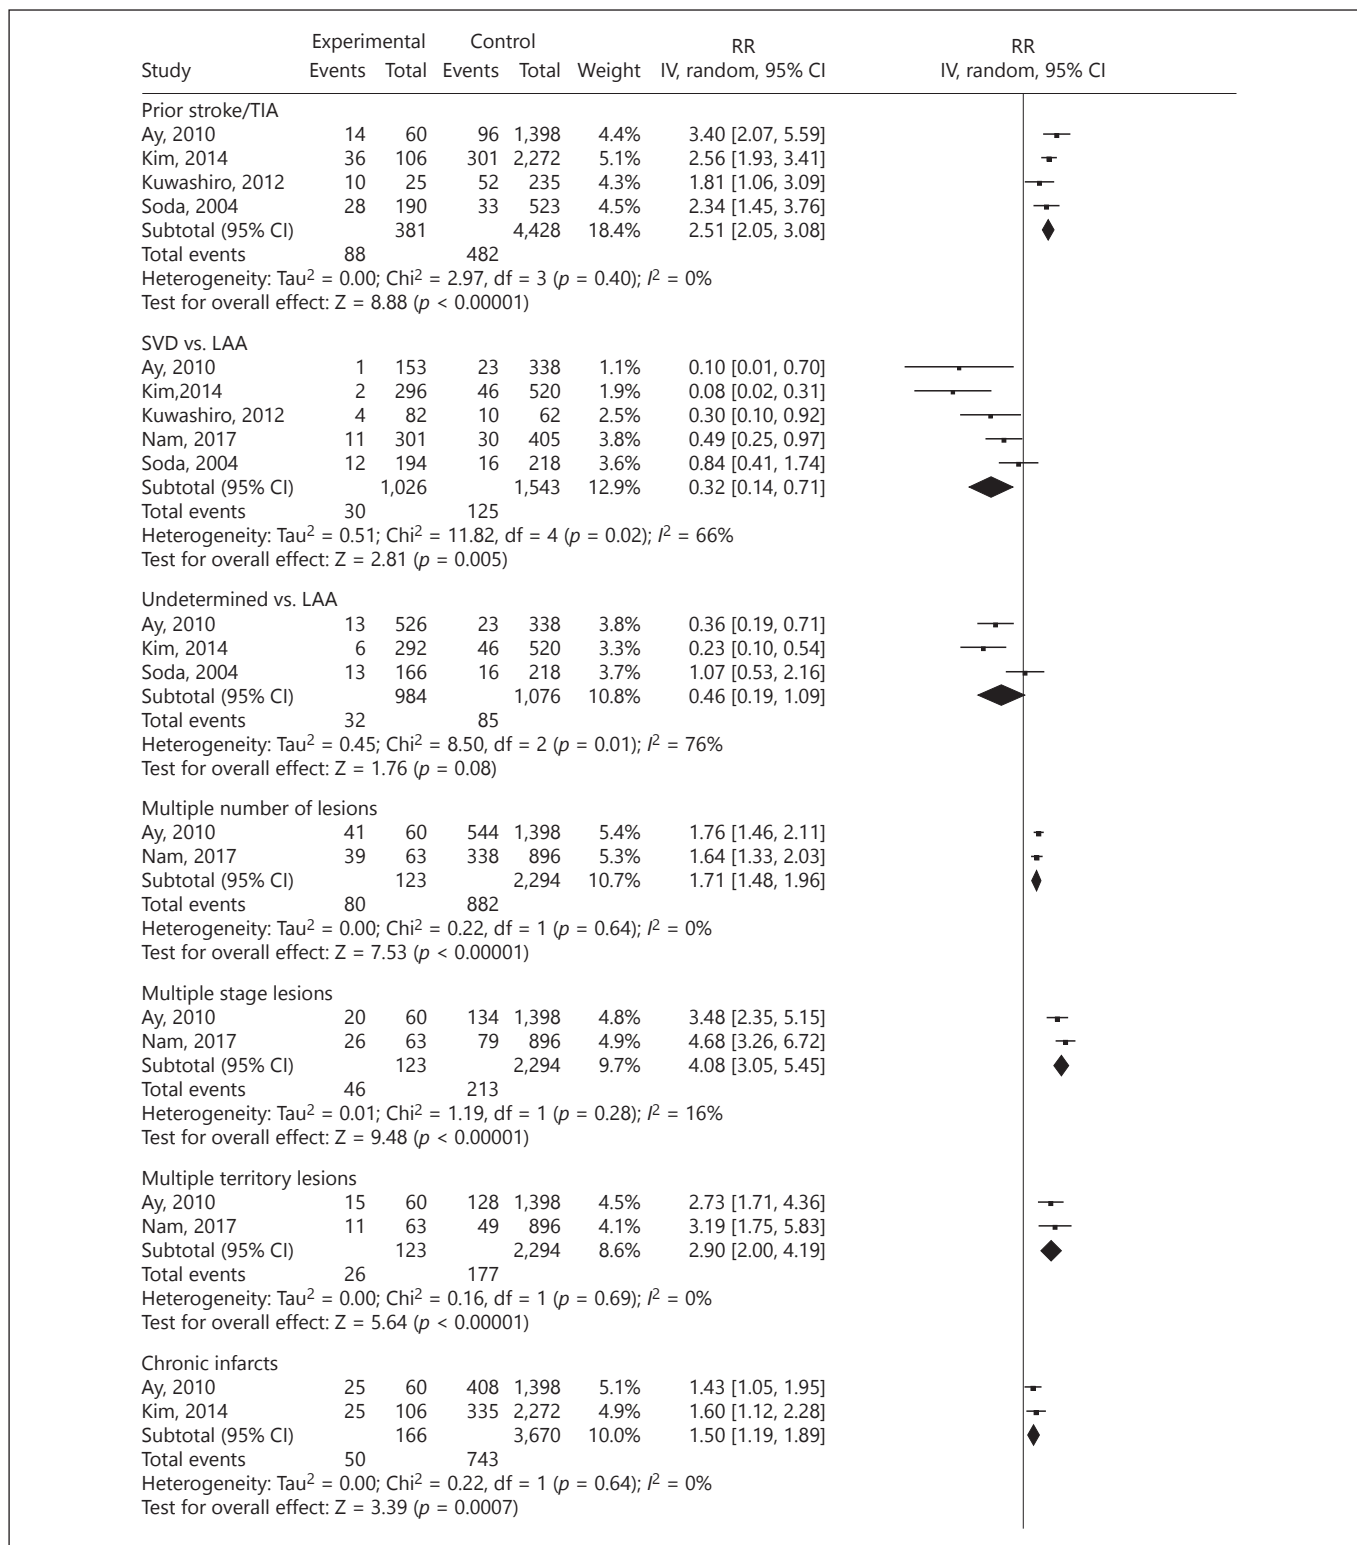 Experimental Control RR RR
Study Events Total Events Total Weight IV, random, 95% CI IV, random, 95% CI
Prior stroke/TIA
Ay, 2010 14 60 96 1,398 4.4% 3.40 [2.07, 5.59]
Kim, 2014 36 106 301 2,272 5.1% 2.56 [1.93, 3.41]
Kuwashiro, 2012 10 25 52 235 4.3% 1.81 [1.06, 3.09]
Soda, 2004 28 190 33 523 4.5% 2.34 [1.45, 3.76]
Subtotal (95% CI) 381 4,428 18.4% 2.51 [2.05, 3.08]
Total events 88 482
Heterogeneity: Tau² = 0.00; Chi² = 2.97, df = 3 (p = 0.40); I² = 0%
Test for overall effect: Z = 8.88 (p < 0.00001)
SVD vs. LAA
Ay, 2010 1 153 23 338 1.1% 0.10 [0.01, 0.70]
Kim,2014 2 296 46 520 1.9% 0.08 [0.02, 0.31]
Kuwashiro, 2012 4 82 10 62 2.5% 0.30 [0.10, 0.92]
Nam, 2017 11 301 30 405 3.8% 0.49 [0.25, 0.97]
Soda, 2004 12 194 16 218 3.6% 0.84 [0.41, 1.74]
Subtotal (95% CI) 1,026 1,543 12.9% 0.32 [0.14, 0.71]
Total events 30 125
Heterogeneity: Tau² = 0.51; Chi² = 11.82, df = 4 (p = 0.02); I² = 66%
Test for overall effect: Z = 2.81 (p = 0.005)
Undetermined vs. LAA
Ay, 2010 13 526 23 338 3.8% 0.36 [0.19, 0.71]
Kim, 2014 6 292 46 520 3.3% 0.23 [0.10, 0.54]
Soda, 2004 13 166 16 218 3.7% 1.07 [0.53, 2.16]
Subtotal (95% CI) 984 1,076 10.8% 0.46 [0.19, 1.09]
Total events 32 85
Heterogeneity: Tau² = 0.45; Chi² = 8.50, df = 2 (p = 0.01); I² = 76%
Test for overall effect: Z = 1.76 (p = 0.08)
Multiple number of lesions
Ay, 2010 41 60 544 1,398 5.4% 1.76 [1.46, 2.11]
Nam, 2017 39 63 338 896 5.3% 1.64 [1.33, 2.03]
Subtotal (95% CI) 123 2,294 10.7% 1.71 [1.48, 1.96]
Total events 80 882
Heterogeneity: Tau² = 0.00; Chi² = 0.22, df = 1 (p = 0.64); I² = 0%
Test for overall effect: Z = 7.53 (p < 0.00001)
Multiple stage lesions
Ay, 2010 20 60 134 1,398 4.8% 3.48 [2.35, 5.15]
Nam, 2017 26 63 79 896 4.9% 4.68 [3.26, 6.72]
Subtotal (95% CI) 123 2,294 9.7% 4.08 [3.05, 5.45]
Total events 46 213
Heterogeneity: Tau² = 0.01; Chi² = 1.19, df = 1 (p = 0.28); I² = 16%
Test for overall effect: Z = 9.48 (p < 0.00001)
Multiple territory lesions
Ay, 2010 15 60 128 1,398 4.5% 2.73 [1.71, 4.36]
Nam, 2017 11 63 49 896 4.1% 3.19 [1.75, 5.83]
Subtotal (95% CI) 123 2,294 8.6% 2.90 [2.00, 4.19]
Total events 26 177
Heterogeneity: Tau² = 0.00; Chi² = 0.16, df = 1 (p = 0.69); I² = 0%
Test for overall effect: Z = 5.64 (p < 0.00001)
Chronic infarcts
Ay, 2010 25 60 408 1,398 5.1% 1.43 [1.05, 1.95]
Kim, 2014 25 106 335 2,272 4.9% 1.60 [1.12, 2.28]
Subtotal (95% CI) 166 3,670 10.0% 1.50 [1.19, 1.89]
Total events 50 743
Heterogeneity: Tau² = 0.00; Chi² = 0.22, df = 1 (p = 0.64); I² = 0%
Test for overall effect: Z = 3.39 (p = 0.0007)